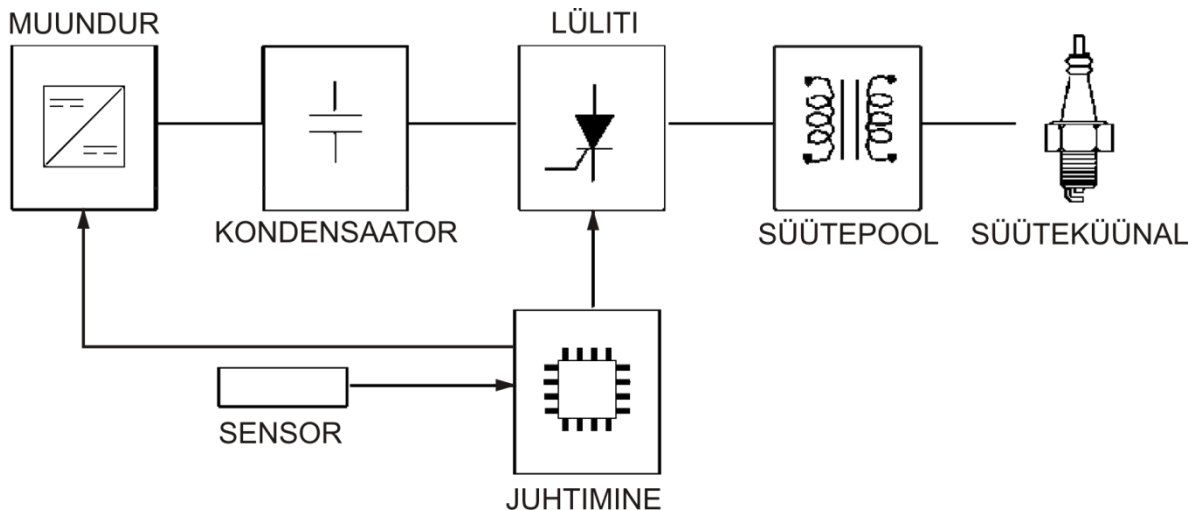 MUUNDUR
LÜLITI
KONDENSAATOR
SÜÜTEPOOL
SÜÜTEKÜÜNAL
SENSOR
JUHTIMINE